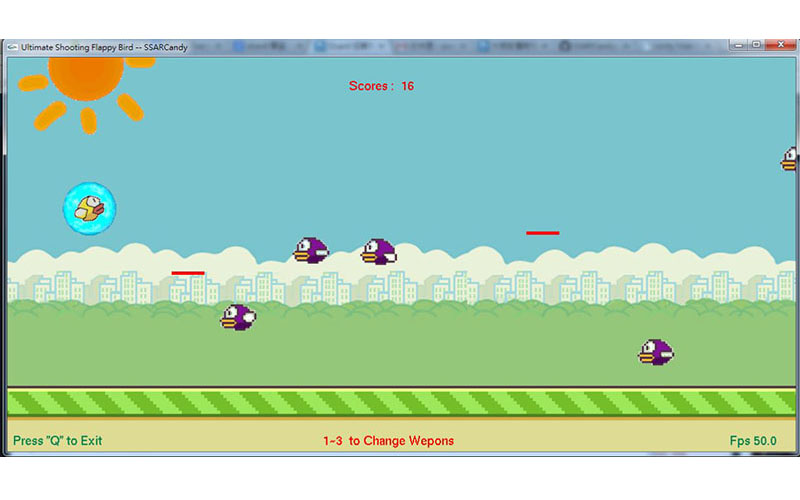 Ultimate Shooting Flappy Bird -- SSARCandy
Scores : 16
Press "Q" to Exit
1~3 to Change Wepons
Fps 50.0